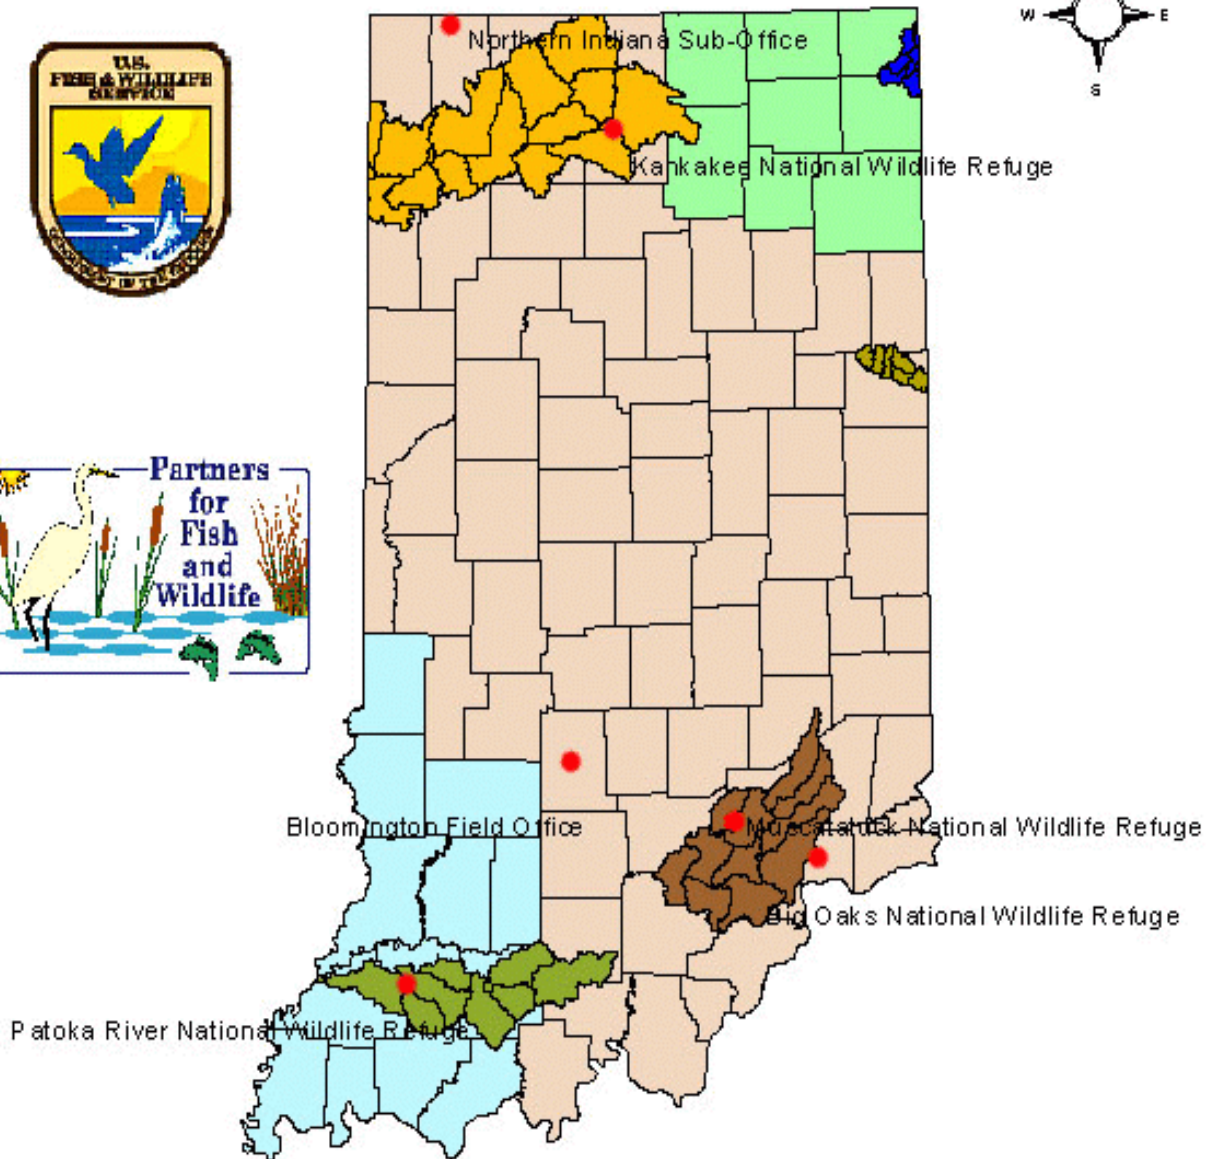 W E
S
Northern Indiana Sub-Office
U.S.
FISH & WILDLIFE
SERVICE
Kankakee National Wildlife Refuge
Partners
for
Fish
and
Wildlife
Bloomington Field Office
Muscatatuck National Wildlife Refuge
Big Oaks National Wildlife Refuge
Patoka River National Wildlife Refuge